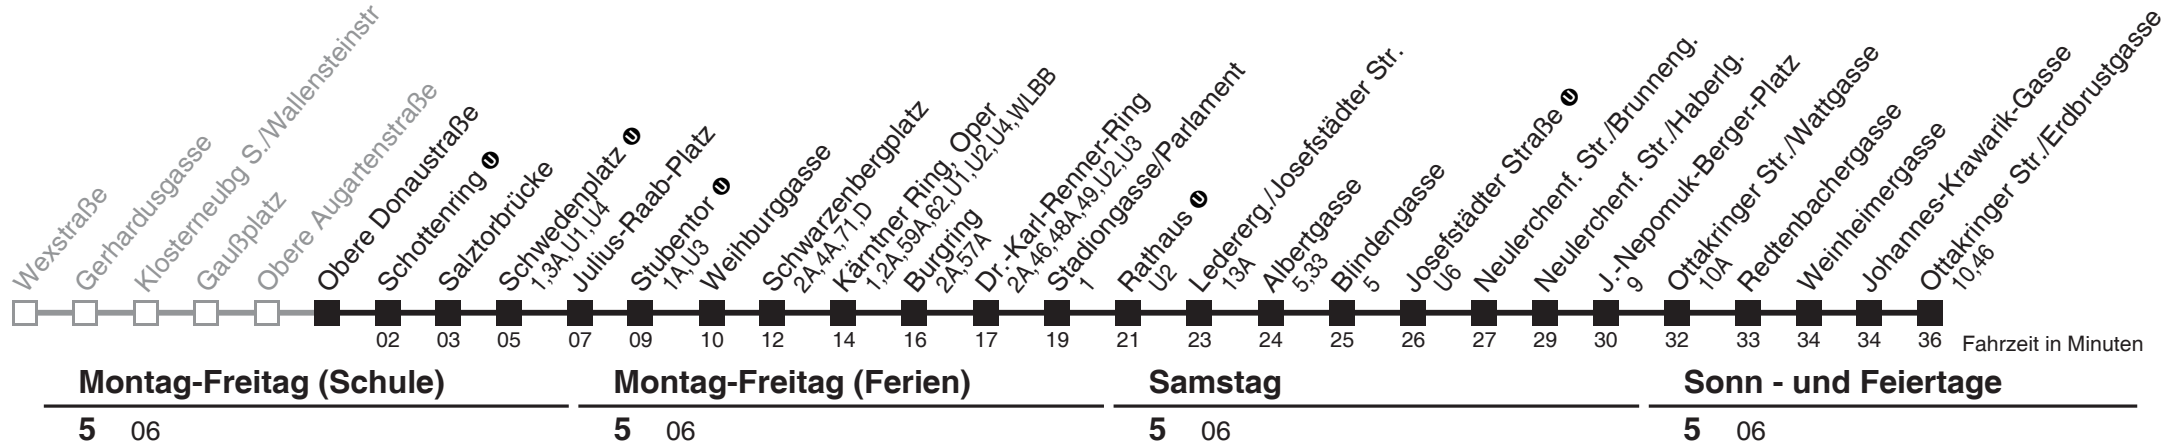 Wexstraße
Gerhardusgasse
Klosterneubg S./Wallensteinstr
Gaußplatz
Obere Augartenstraße
Obere Donaustraße
Schottenring U
Salztorbrücke
Schwedenplatz U
1,3A,U1,U4
Julius-Raab-Platz
Stubentor U
1A,U3
Weihburggasse
Schwarzenbergplatz
2A,4A,71,D
Kärntner Ring, Oper
1,2A,59A,62,U1,U2,U4,WLBB
Burgring
2A,57A
Dr.-Karl-Renner-Ring
2A,46,48A,49,U2,U3
Stadiongasse/Parlament
1
Rathaus U
U2
Ledererg./Josefstädter Str.
13A
Albertgasse
5,33
Blindengasse
5
Josefstädter Straße U
U6
Neulerchenf. Str./Brunneng.
Neulerchenf. Str./Haberlg.
J.-Nepomuk-Berger-Platz
9
Ottakringer Str./Wattgasse
10A
Redtenbachergasse
Weinheimergasse
Johannes-Krawarik-Gasse
Ottakringer Str./Erdbrustgasse
10,46
02 03 05 07 09 10 12 14 16 17 19 21 23 24 25 26 27 29 30 32 33 34 34 36 Fahrzeit in Minuten
Montag-Freitag (Schule) Montag-Freitag (Ferien) Samstag Sonn - und Feiertage
5 06 5 06 5 06 5 06